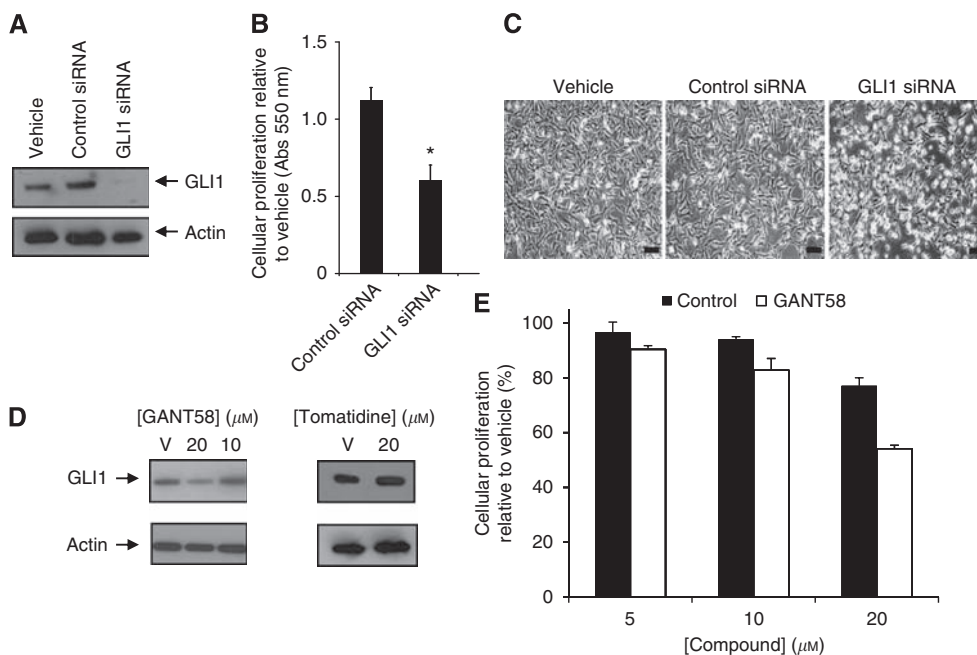 A
Vehicle
Control siRNA
GLI1 siRNA
GLI1
Actin
B
Cellular proliferation relative
to vehicle (Abs 550 nm)
1.5
1.0
0.5
0
*
Control siRNA
GLI1 siRNA
C
Vehicle
Control siRNA
GLI1 siRNA
D
[GANT58] (μM)
V 20 10
[Tomatidine] (μM)
V 20
GLI1
Actin
E
Control
GANT58
Cellular proliferation
relative to vehicle (%)
100
80
60
40
20
0
5 10 20
[Compound] (μM)